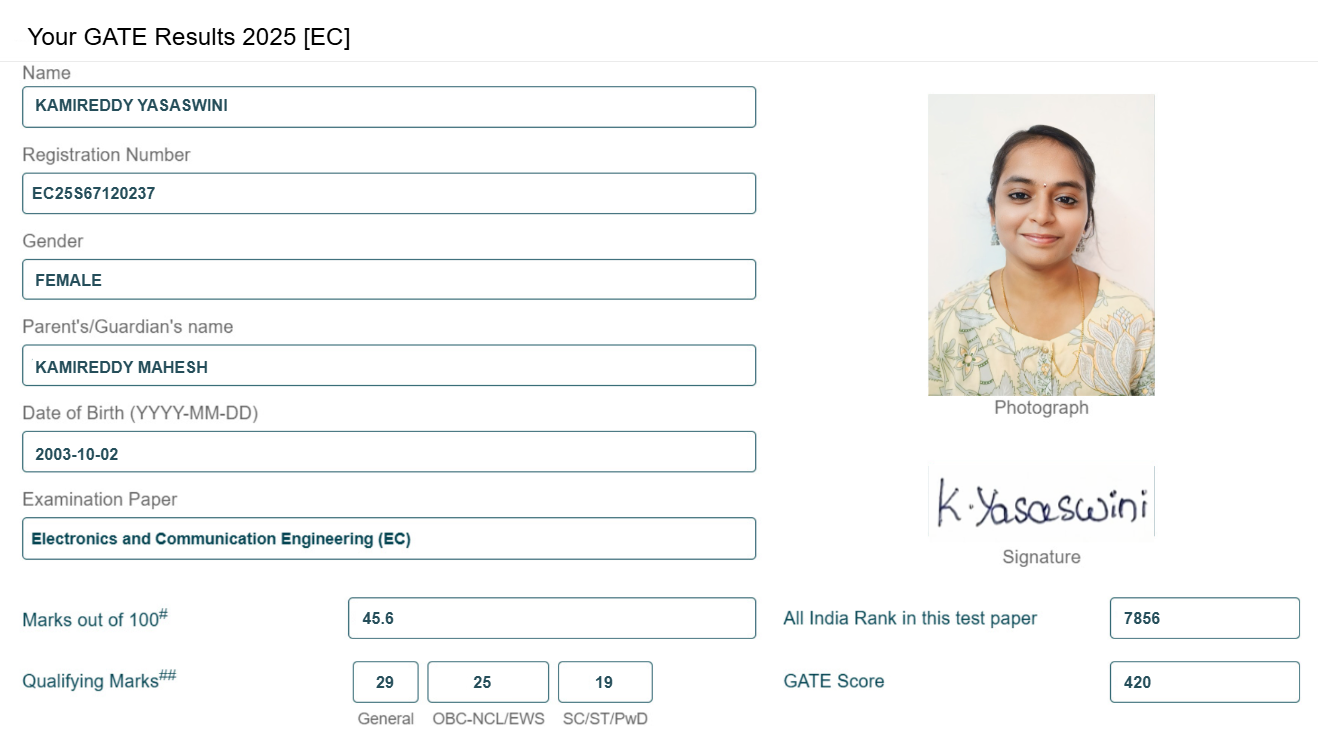 Your GATE Results 2025 [EC]
Name
KAMIREDDY YASASWINI
Registration Number
EC25S67120237
Gender
FEMALE
Parent's/Guardian's name
KAMIREDDY MAHESH
Date of Birth (YYYY-MM-DD)
2003-10-02
Examination Paper
Electronics and Communication Engineering (EC)
Photograph
K.Yasaswini
Signature
Marks out of 100# 45.6 All India Rank in this test paper 7856
Qualifying Marks## 29 25 19 GATE Score 420
General OBC-NCL/EWS SC/ST/PwD